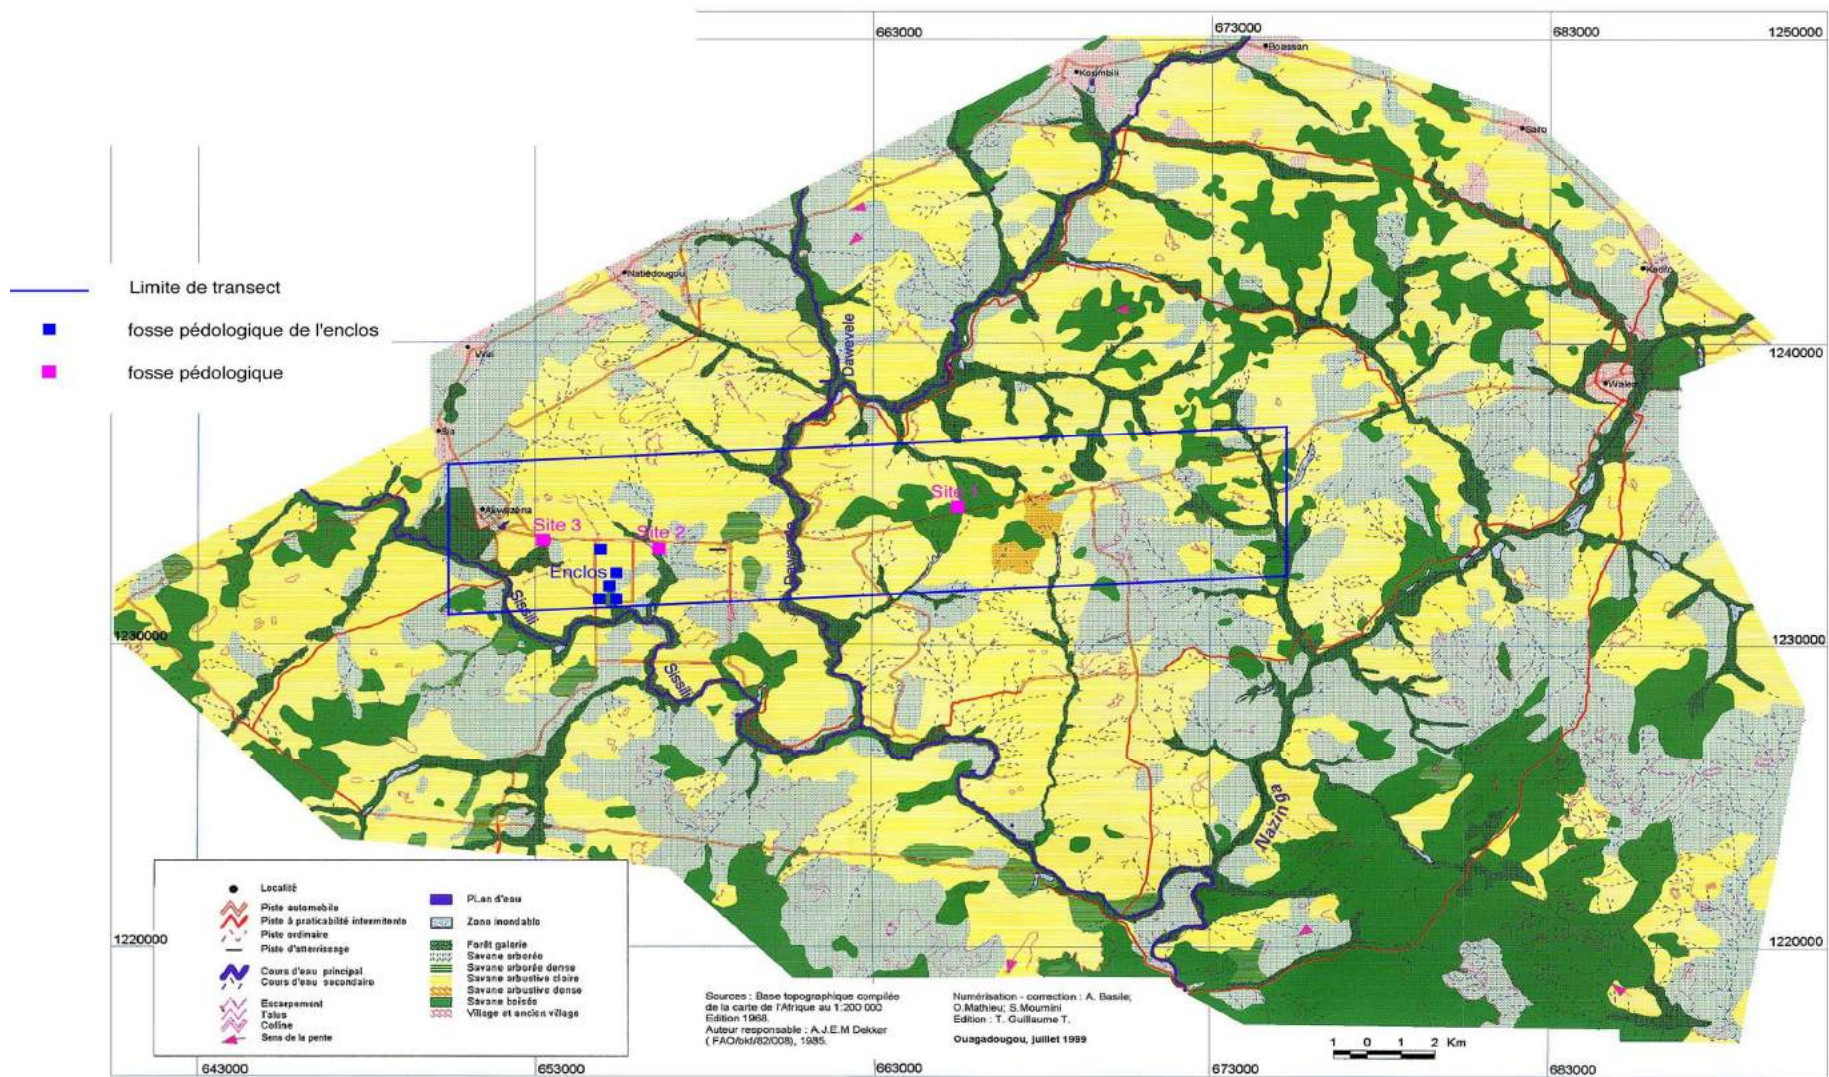 663000
673000
683000
1250000
Boassan
Koumbili
Saro
Natiédougou
Kadro
Limite de transect
fosse pédologique de l'enclos
fosse pédologique
Dawevele
1240000
Walem
Sia
Site 1
Akwazena
Site 3
Site 2
Dawevele
Enclos
Sissili
1230000
1230000
Sissili
Nazinga
1220000
1220000
Localité
Piste automobile
Piste à praticabilité intermitente
Piste ordinaire
Piste d'atterrissage
Cours d'eau principal
Cours d'eau secondaire
Escarpement
Talus
Colline
Sens de la pente
Plan d'eau
Zone inondable
Forêt galerie
Savane arborée
Savane arborée dense
Savane arbustive claire
Savane arbustive dense
Savane boisée
Village et ancien village
Sources : Base topographique compilée
de la carte de l'Afrique au 1:200 000
Edition 1968.
Auteur responsable : A.J.E.M Dekker
( FAO/bkf/82/008), 1985.
Numérisation - correction : A. Basile;
O.Mathieu; S.Moumini
Edition : T. Guillaume T.
Ouagadougou, juillet 1999
1 0 1 2 Km
643000
653000
663000
673000
683000